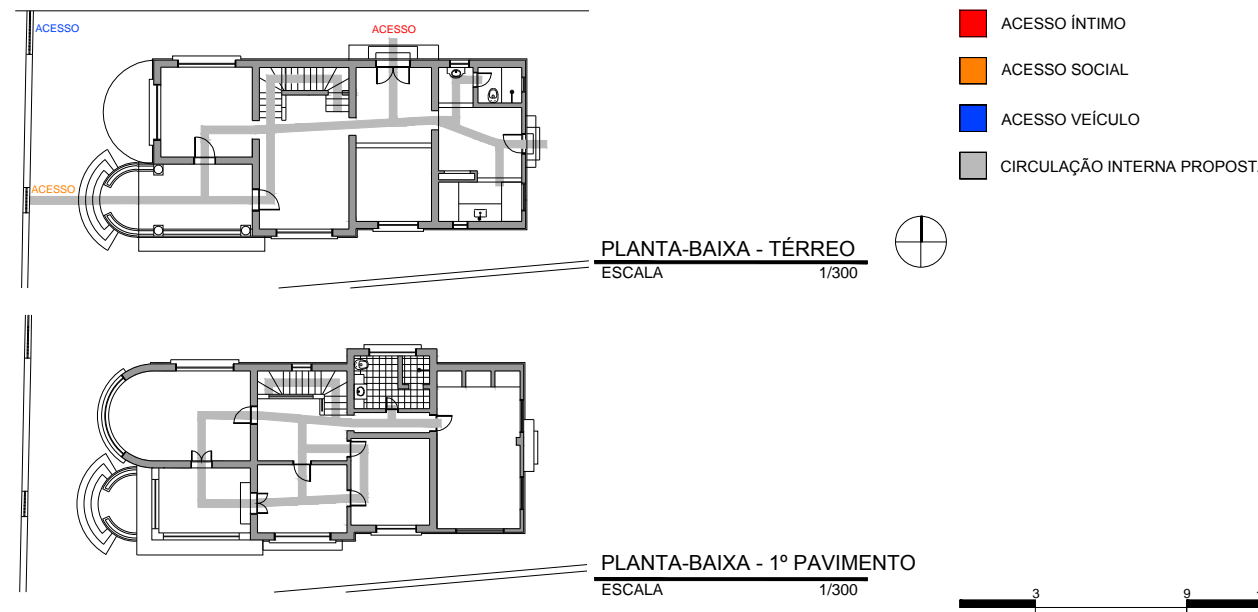 ACESSO
ACESSO
ACESSO
PLANTA-BAIXA - TÉRREO
ESCALA 1/300
ACESSO ÍNTIMO
ACESSO SOCIAL
ACESSO VEÍCULO
CIRCULAÇÃO INTERNA PROPOST
PLANTA-BAIXA - 1º PAVIMENTO
ESCALA 1/300
3 9